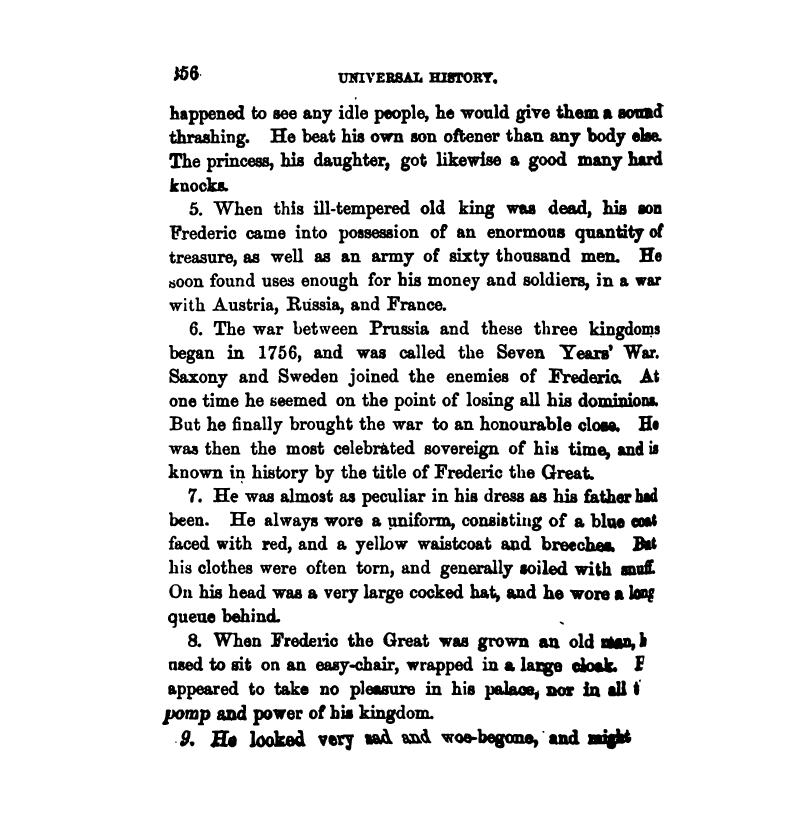 156
UNIVERSAL HISTORY.
happened to see any idle people, he would give them a sound
thrashing. He beat his own son oftener than any body else.
The princess, his daughter, got likewise a good many hard
knocks.
5. When this ill-tempered old king was dead, his son
Frederic came into possession of an enormous quantity of
treasure, as well as an army of sixty thousand men. He
soon found uses enough for his money and soldiers, in a war
with Austria, Russia, and France.
6. The war between Prussia and these three kingdoms
began in 1756, and was called the Seven Years' War.
Saxony and Sweden joined the enemies of Frederic. At
one time he seemed on the point of losing all his dominions.
But he finally brought the war to an honourable close. He
was then the most celebrated sovereign of his time, and is
known in history by the title of Frederic the Great.
7. He was almost as peculiar in his dress as his father had
been. He always wore a uniform, consisting of a blue coat
faced with red, and a yellow waistcoat and breeches. But
his clothes were often torn, and generally soiled with snuff.
On his head was a very large cocked hat, and he wore a long
queue behind.
8. When Frederic the Great was grown an old man,
used to sit on an easy-chair, wrapped in a large cloak.
appeared to take no pleasure in his palace, nor in all
pomp and power of his kingdom.
9. He looked very sad and woe-begone, and might